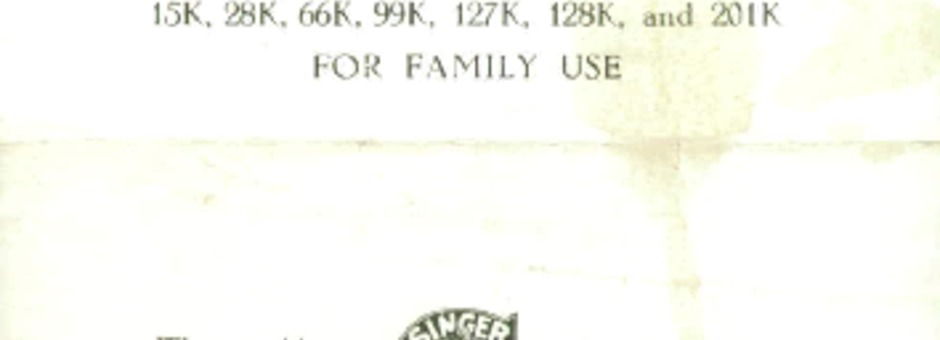 15K, 28K, 66K, 99K, 127K, 128K, and 201K
FOR FAMILY USE
SINGER